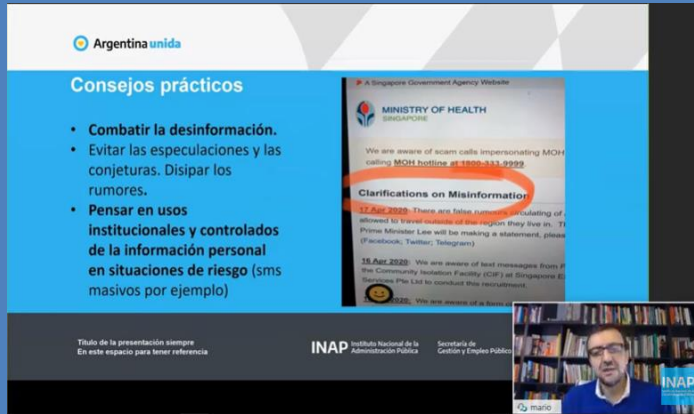 Argentina unida
Consejos prácticos
• Combatir la desinformación.
• Evitar las especulaciones y las
conjeturas. Disipar los
rumores.
• Pensar en usos
institucionales y controlados
de la información personal
en situaciones de riesgo (sms
masivos por ejemplo)
A Singapore Government Agency Website
MINISTRY OF HEALTH
SINGAPORE
We are aware of scam calls impersonating MOH
calling MOH hotline at 1800-333-9999.
Clarifications on Misinformation
17 Apr 2020: There are false rumours circulating of
allowed to travel outside of the region they live in. T
Prime Minister Lee will be making a statement, pleas
(Facebook; Twitter; Telegram)
16 Apr 2020: We are aware of text messages from P
the Community Isolation Facility (CIF) at Singapore E
Services Pte Ltd to conduct this recruitment.
2020: We are aware of a
Título de la presentación siempre
En este espacio para tener referencia
INAP Instituto Nacional de la
Administración Pública
Secretaría de
Gestión y Empleo Público
INAP
mario